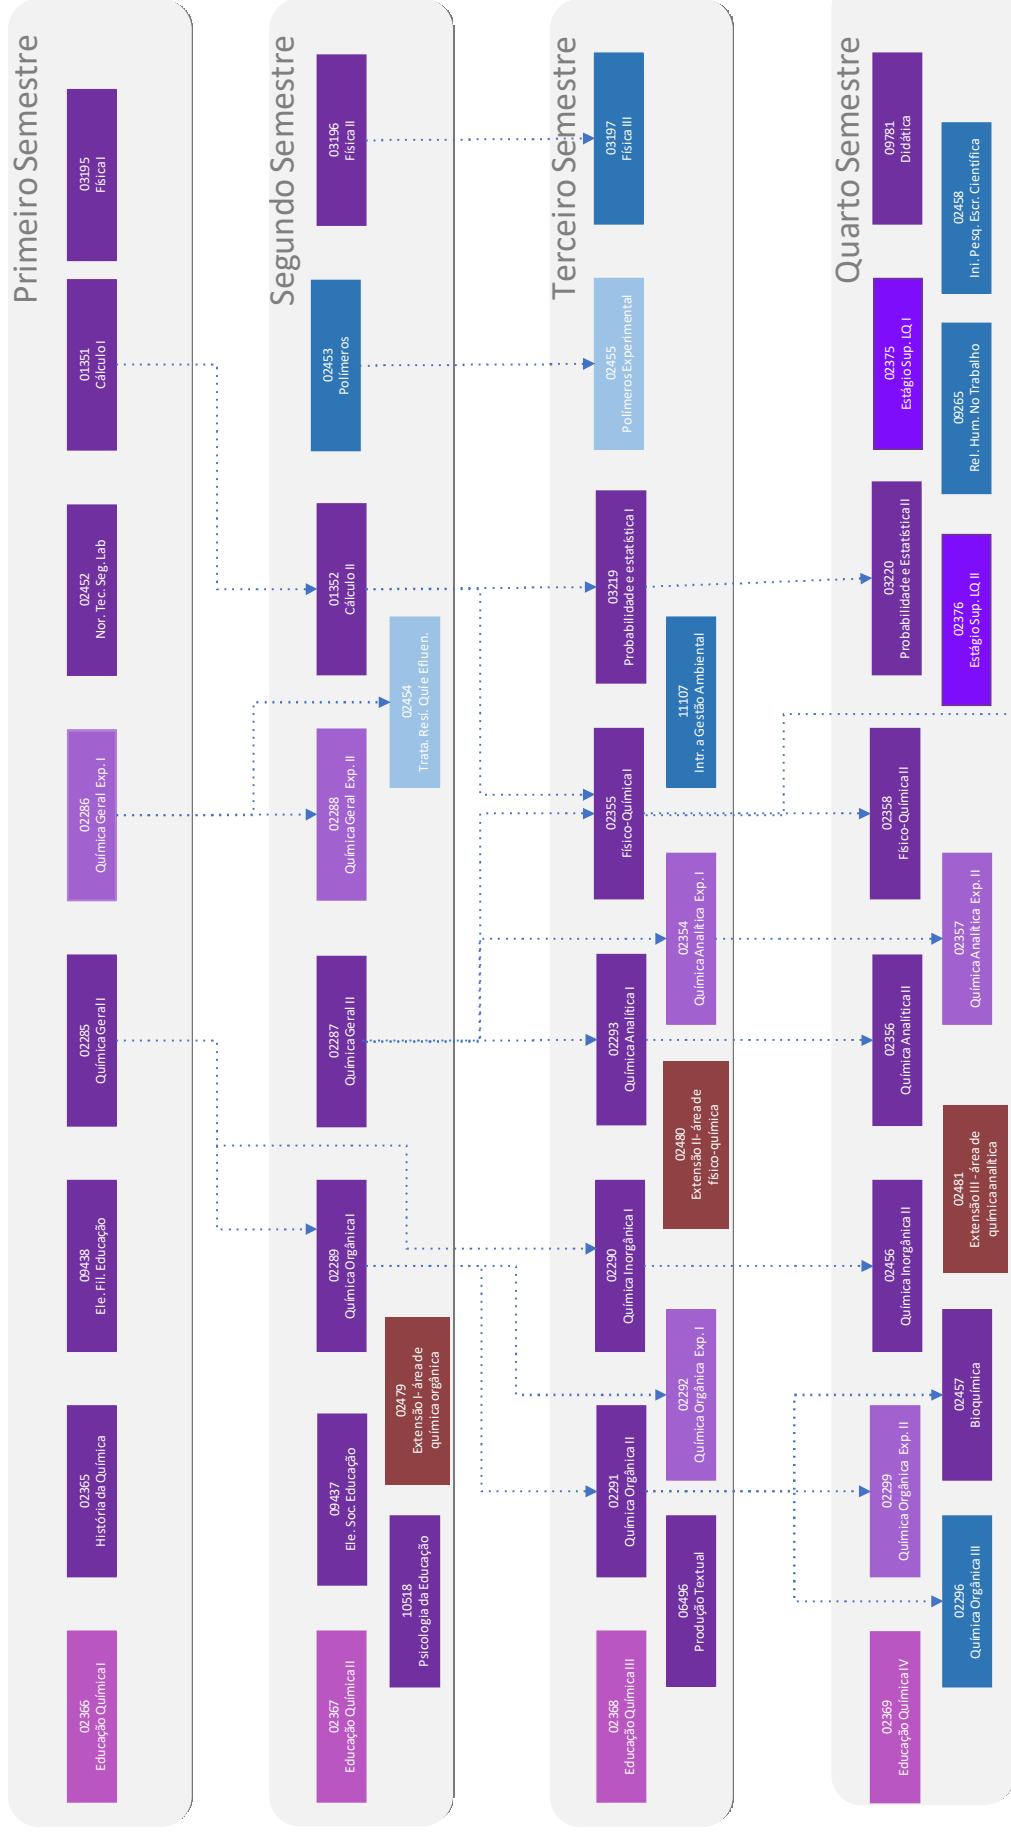 Primeiro Semestre
02366
Educação Química I
02365
História da Química
09438
Ele. Fil. Educação
02285
Química Geral I
02286
Química Geral Exp. I
02452
Nor. Tec. Seg. Lab
01351
Cálculo I
03195
Física I
Segundo Semestre
02367
Educação Química II
10518
Psicologia da Educação
09437
Ele. Soc. Educação
02479
Extensão I- área de
química orgânica
02289
Química Orgânica I
02287
Química Geral II
02288
Química Geral Exp. II
02454
Trata. Resí. Qui e Efluen.
01352
Cálculo II
02453
Polímeros
03196
Física II
Terceiro Semestre
02368
Educação Química III
06496
Produção Textual
02291
Química Orgânica II
02292
Química Orgânica Exp. I
02290
Química Inorgânica I
02480
Extensão II- área de
físico-química
02293
Química Analítica I
02354
Química Analítica Exp. I
02355
Físico-Química I
11107
Intr. a Gestão Ambiental
03219
Probabilidade e estatística I
02455
Polímeros Experimental
03197
Física III
Quarto Semestre
02369
Educação Química IV
02296
Química Orgânica III
02299
Química Orgânica Exp. II
02457
Bioquímica
02456
Química Inorgânica II
02481
Extensão III - área de
química analítica
02356
Química Analítica II
02357
Química Analítica Exp. II
02358
Físico-Química II
02376
Estágio Sup. LQ II
03220
Probabilidade e Estatística II
09265
Rel. Hum. No Trabalho
02375
Estágio Sup. LQ I
02458
Ini. Pesq. Escr. Científica
09781
Didática